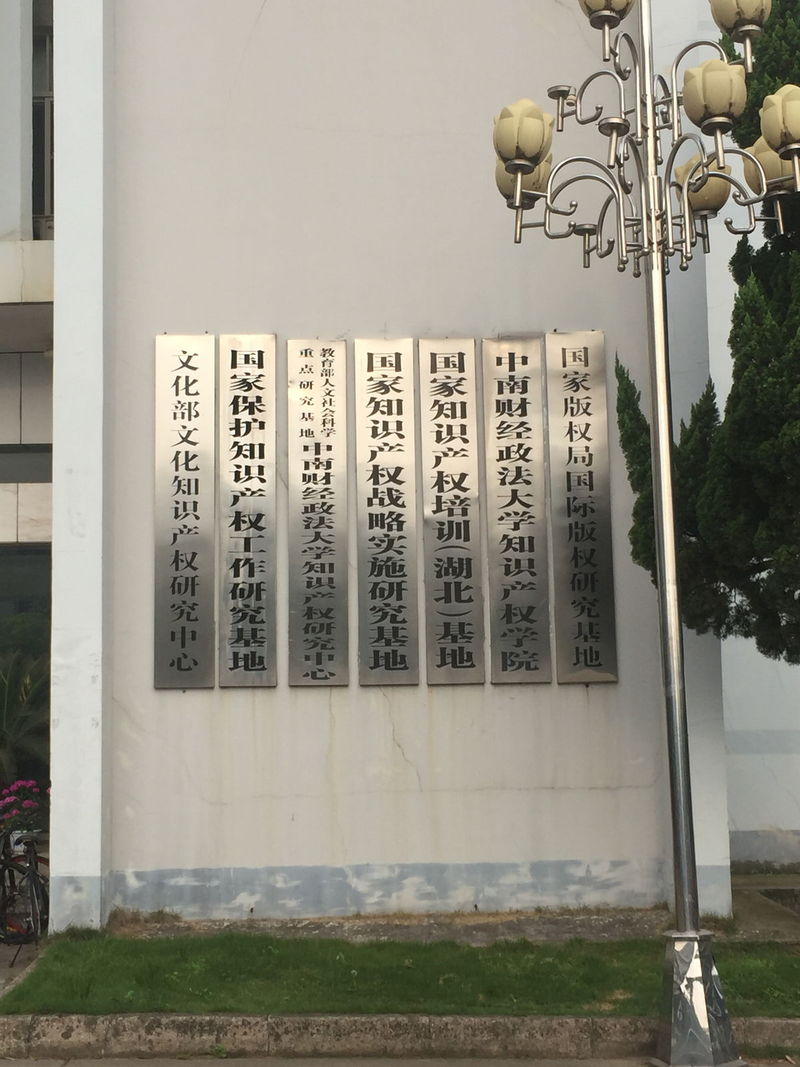 文化部文化知识产权研究中心
国家保护知识产权工作研究基地
教育部人文社会科学
重点研究基地
中南财经政法大学知识产权研究中心
国家知识产权战略实施研究基地
国家知识产权培训(湖北)基地
中南财经政法大学知识产权学院
国家版权局国际版权研究基地